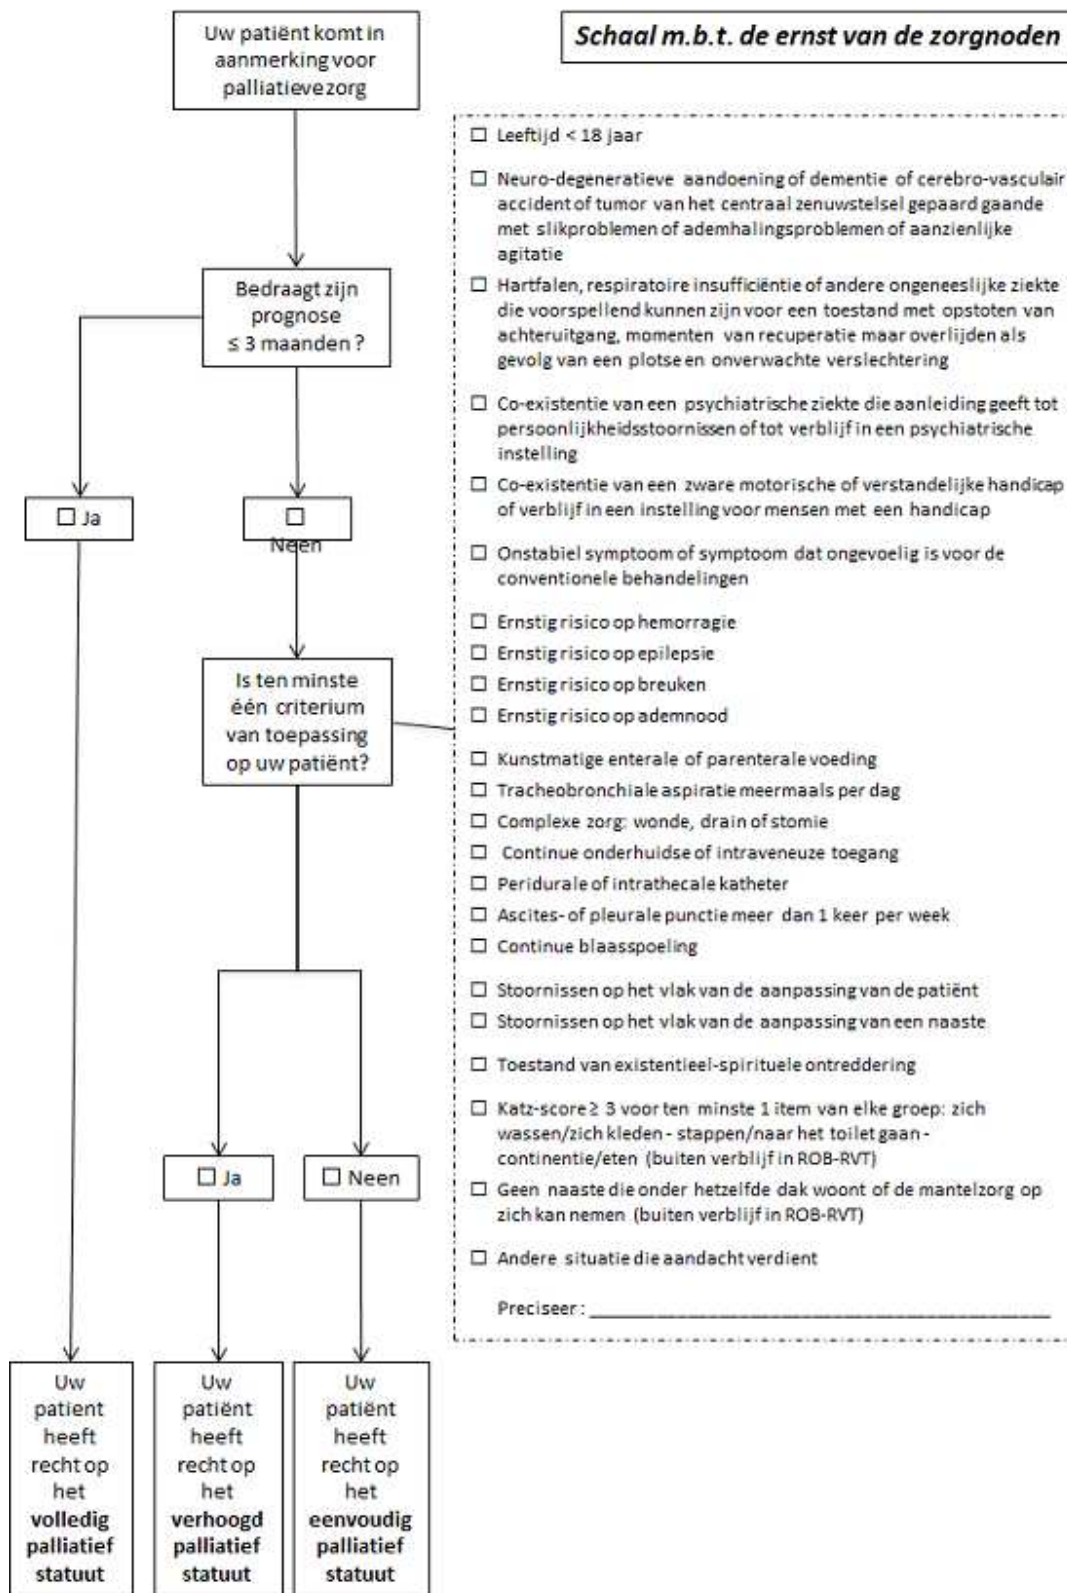 Schaal m.b.t. de ernst van de zorgnoden
Uw patiënt komt in
aanmerking voor
palliatieve zorg
Bedraagt zijn
prognose
≤ 3 maanden ?
☐ Ja
☐
Neen
Is ten minste
één criterium
van toepassing
op uw patiënt?
☐ Leeftijd < 18 jaar
☐ Neuro-degeneratieve aandoening of dementie of cerebro-vasculair
accident of tumor van het centraal zenuwstelsel gepaard gaande
met slikproblemen of ademhalingsproblemen of aanzienlijke
agitatie
☐ Hartfalen, respiratoire insufficiëntie of andere ongeneeslijke ziekte
die voorspellend kunnen zijn voor een toestand met opstoten van
achteruitgang, momenten van recuperatie maar overlijden als
gevolg van een plotse en onverwachte verslechtering
☐ Co-existentie van een psychiatrische ziekte die aanleiding geeft tot
persoonlijkheidsstoornissen of tot verblijf in een psychiatrische
instelling
☐ Co-existentie van een zware motorische of verstandelijke handicap
of verblijf in een instelling voor mensen met een handicap
☐ Onstabiel symptoom of symptoom dat ongevoelig is voor de
conventionele behandelingen
☐ Ernstig risico op hemorragie
☐ Ernstig risico op epilepsie
☐ Ernstig risico op breuken
☐ Ernstig risico op ademnood
☐ Kunstmatige enterale of parenterale voeding
☐ Tracheobronchiale aspiratie meermaals per dag
☐ Complexe zorg: wonde, drain of stomie
☐ Continue onderhuidse of intraveneuze toegang
☐ Peridurale of intrathecale katheter
☐ Ascites- of pleurale punctie meer dan 1 keer per week
☐ Continue blaasspoeling
☐ Stoornissen op het vlak van de aanpassing van de patiënt
☐ Stoornissen op het vlak van de aanpassing van een naaste
☐ Toestand van existentieel-spirituele ontreddering
☐ Katz-score ≥ 3 voor ten minste 1 item van elke groep: zich
wassen/zich kleden - stappen/naar het toilet gaan -
continentie/eten (buiten verblijf in ROB-RVT)
☐ Geen naaste die onder hetzelfde dak woont of de mantelzorg op
zich kan nemen (buiten verblijf in ROB-RVT)
☐ Andere situatie die aandacht verdient
Preciseer : ____________________
☐ Ja
☐ Neen
Uw
patient
heeft
recht op
het
volledig
palliatief
statuut
Uw
patiënt
heeft
recht op
het
verhoogd
palliatief
statuut
Uw
patiënt
heeft
recht op
het
eenvoudig
palliatief
statuut